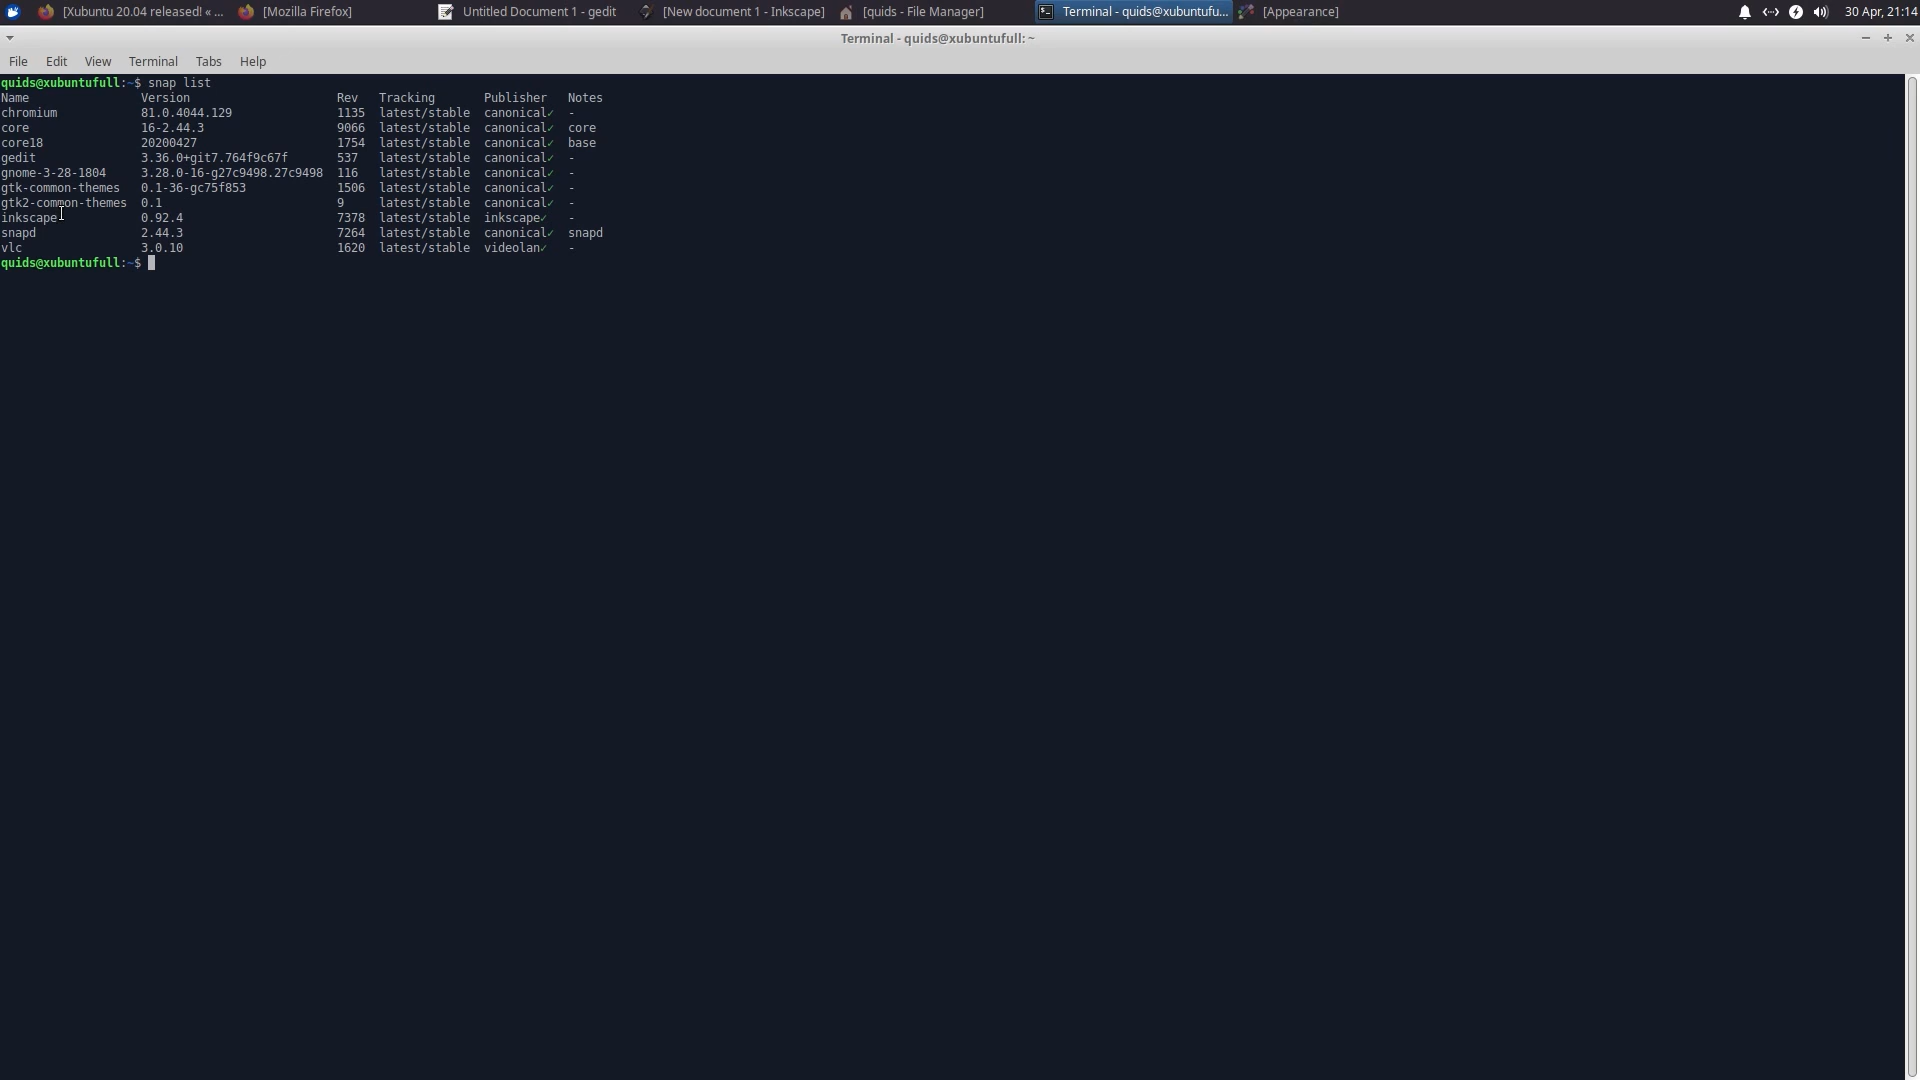 [Xubuntu 20.04 released! « ... [Mozilla Firefox] Untitled Document 1 - gedit [New document 1 - Inkscape] [quids - File Manager] Terminal - quids@xubuntufu... [Appearance] 30 Apr, 21:14
Terminal - quids@xubuntufull: ~
File Edit View Terminal Tabs Help
quids@xubuntufull:~$ snap list
Name Version Rev Tracking Publisher Notes
chromium 81.0.4044.129 1135 latest/stable canonical✓ -
core 16-2.44.3 9066 latest/stable canonical✓ core
core18 20200427 1754 latest/stable canonical✓ base
gedit 3.36.0+git7.764f9c67f 537 latest/stable canonical✓ -
gnome-3-28-1804 3.28.0-16-g27c9498.27c9498 116 latest/stable canonical✓ -
gtk-common-themes 0.1-36-gc75f853 1506 latest/stable canonical✓ -
gtk2-common-themes 0.1 9 latest/stable canonical✓ -
inkscape 0.92.4 7378 latest/stable inkscape✓ -
snapd 2.44.3 7264 latest/stable canonical✓ snapd
vlc 3.0.10 1620 latest/stable videolan✓ -
quids@xubuntufull:~$